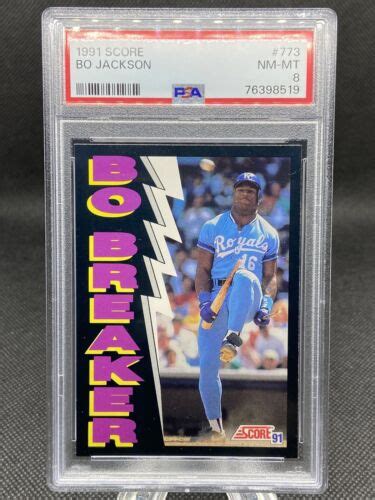 1991 SCORE #773
BO JACKSON NM-MT
8
PSA 76398519
BO BREAKER
K
Royals
16
SCORE 91